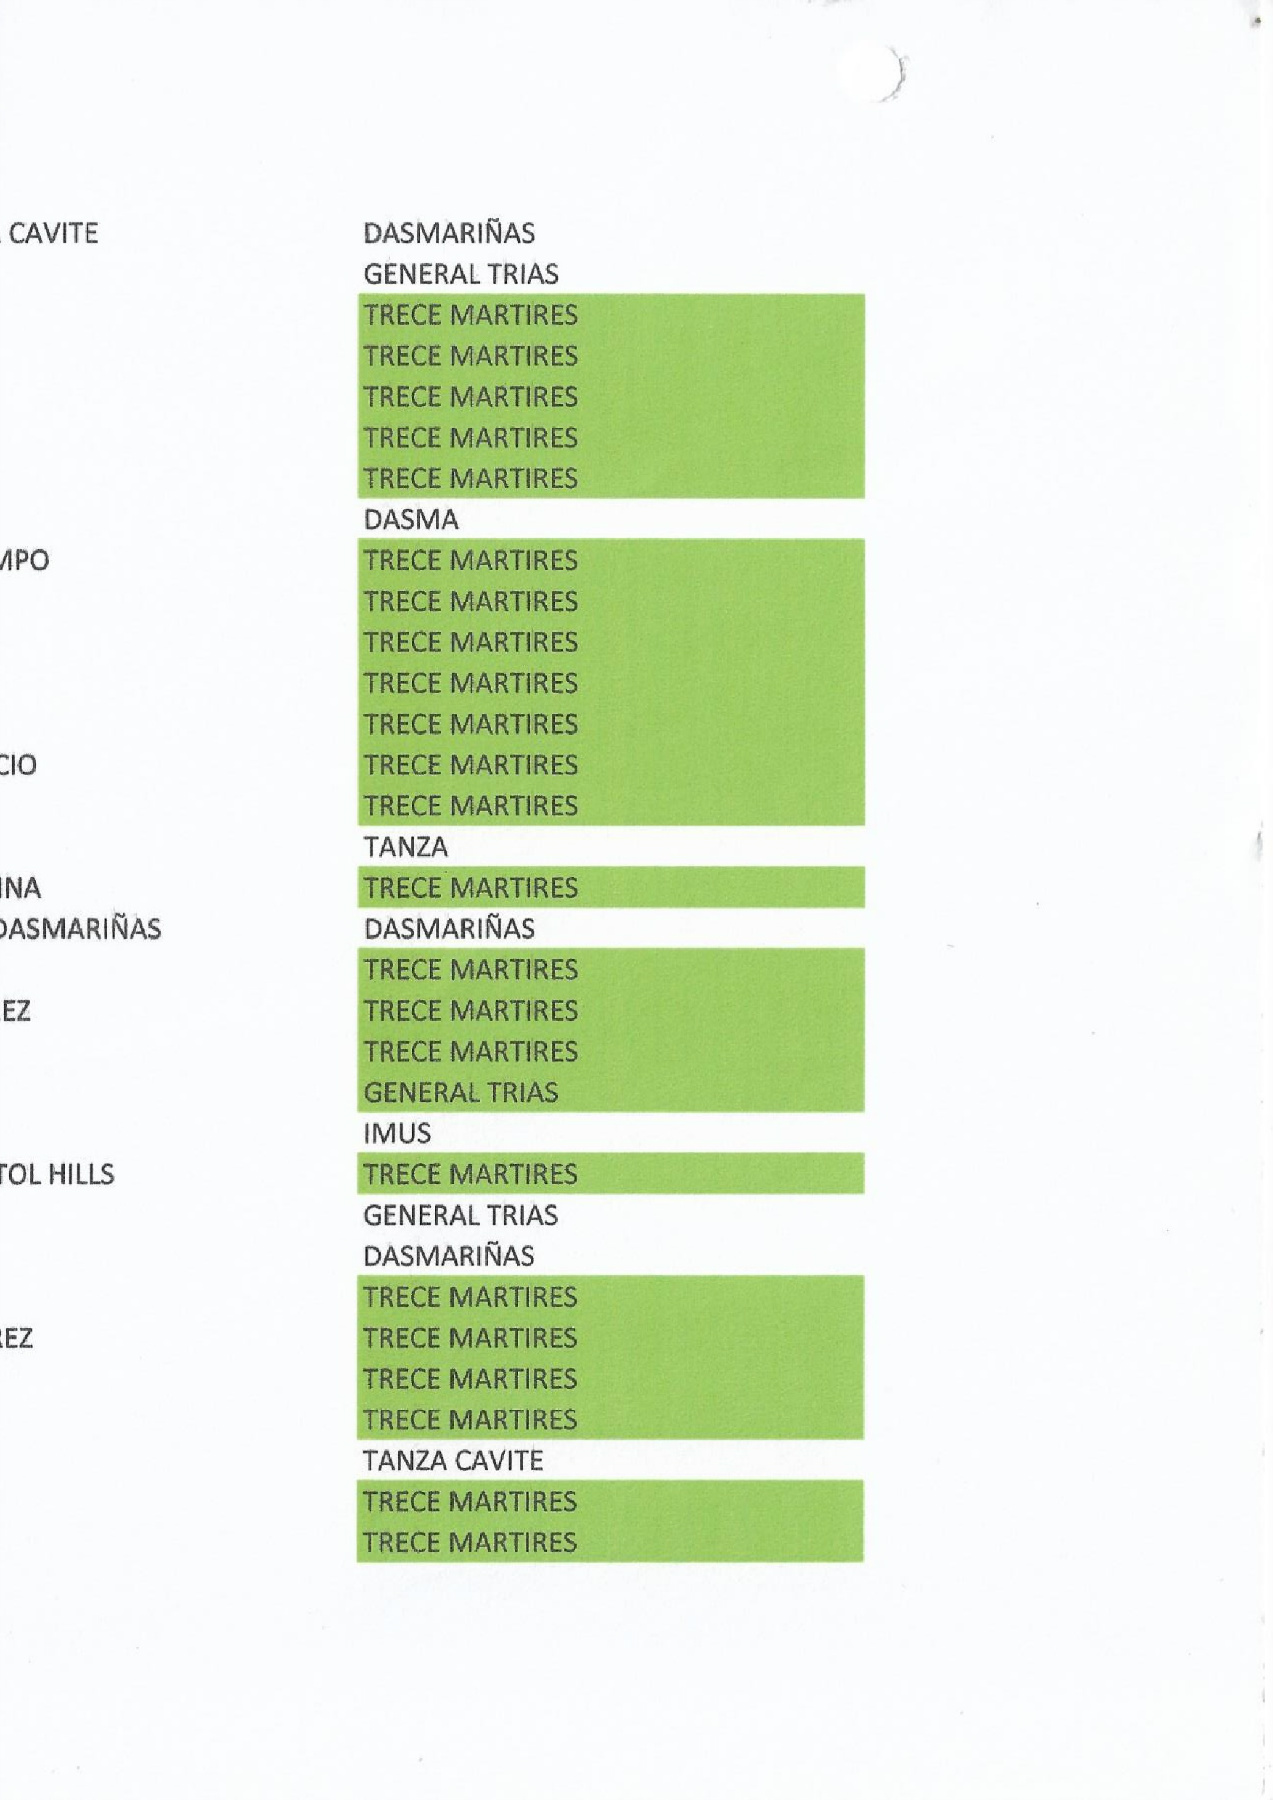 CAVITE DASMARIÑAS
GENERAL TRIAS
TRECE MARTIRES
TRECE MARTIRES
TRECE MARTIRES
TRECE MARTIRES
TRECE MARTIRES
DASMA
MPO TRECE MARTIRES
TRECE MARTIRES
TRECE MARTIRES
TRECE MARTIRES
TRECE MARTIRES
CIO TRECE MARTIRES
TRECE MARTIRES
TANZA
INA TRECE MARTIRES
DASMARIÑAS DASMARIÑAS
TRECE MARTIRES
EZ TRECE MARTIRES
TRECE MARTIRES
GENERAL TRIAS
IMUS
TOL HILLS TRECE MARTIRES
GENERAL TRIAS
DASMARIÑAS
TRECE MARTIRES
REZ TRECE MARTIRES
TRECE MARTIRES
TRECE MARTIRES
TANZA CAVITE
TRECE MARTIRES
TRECE MARTIRES